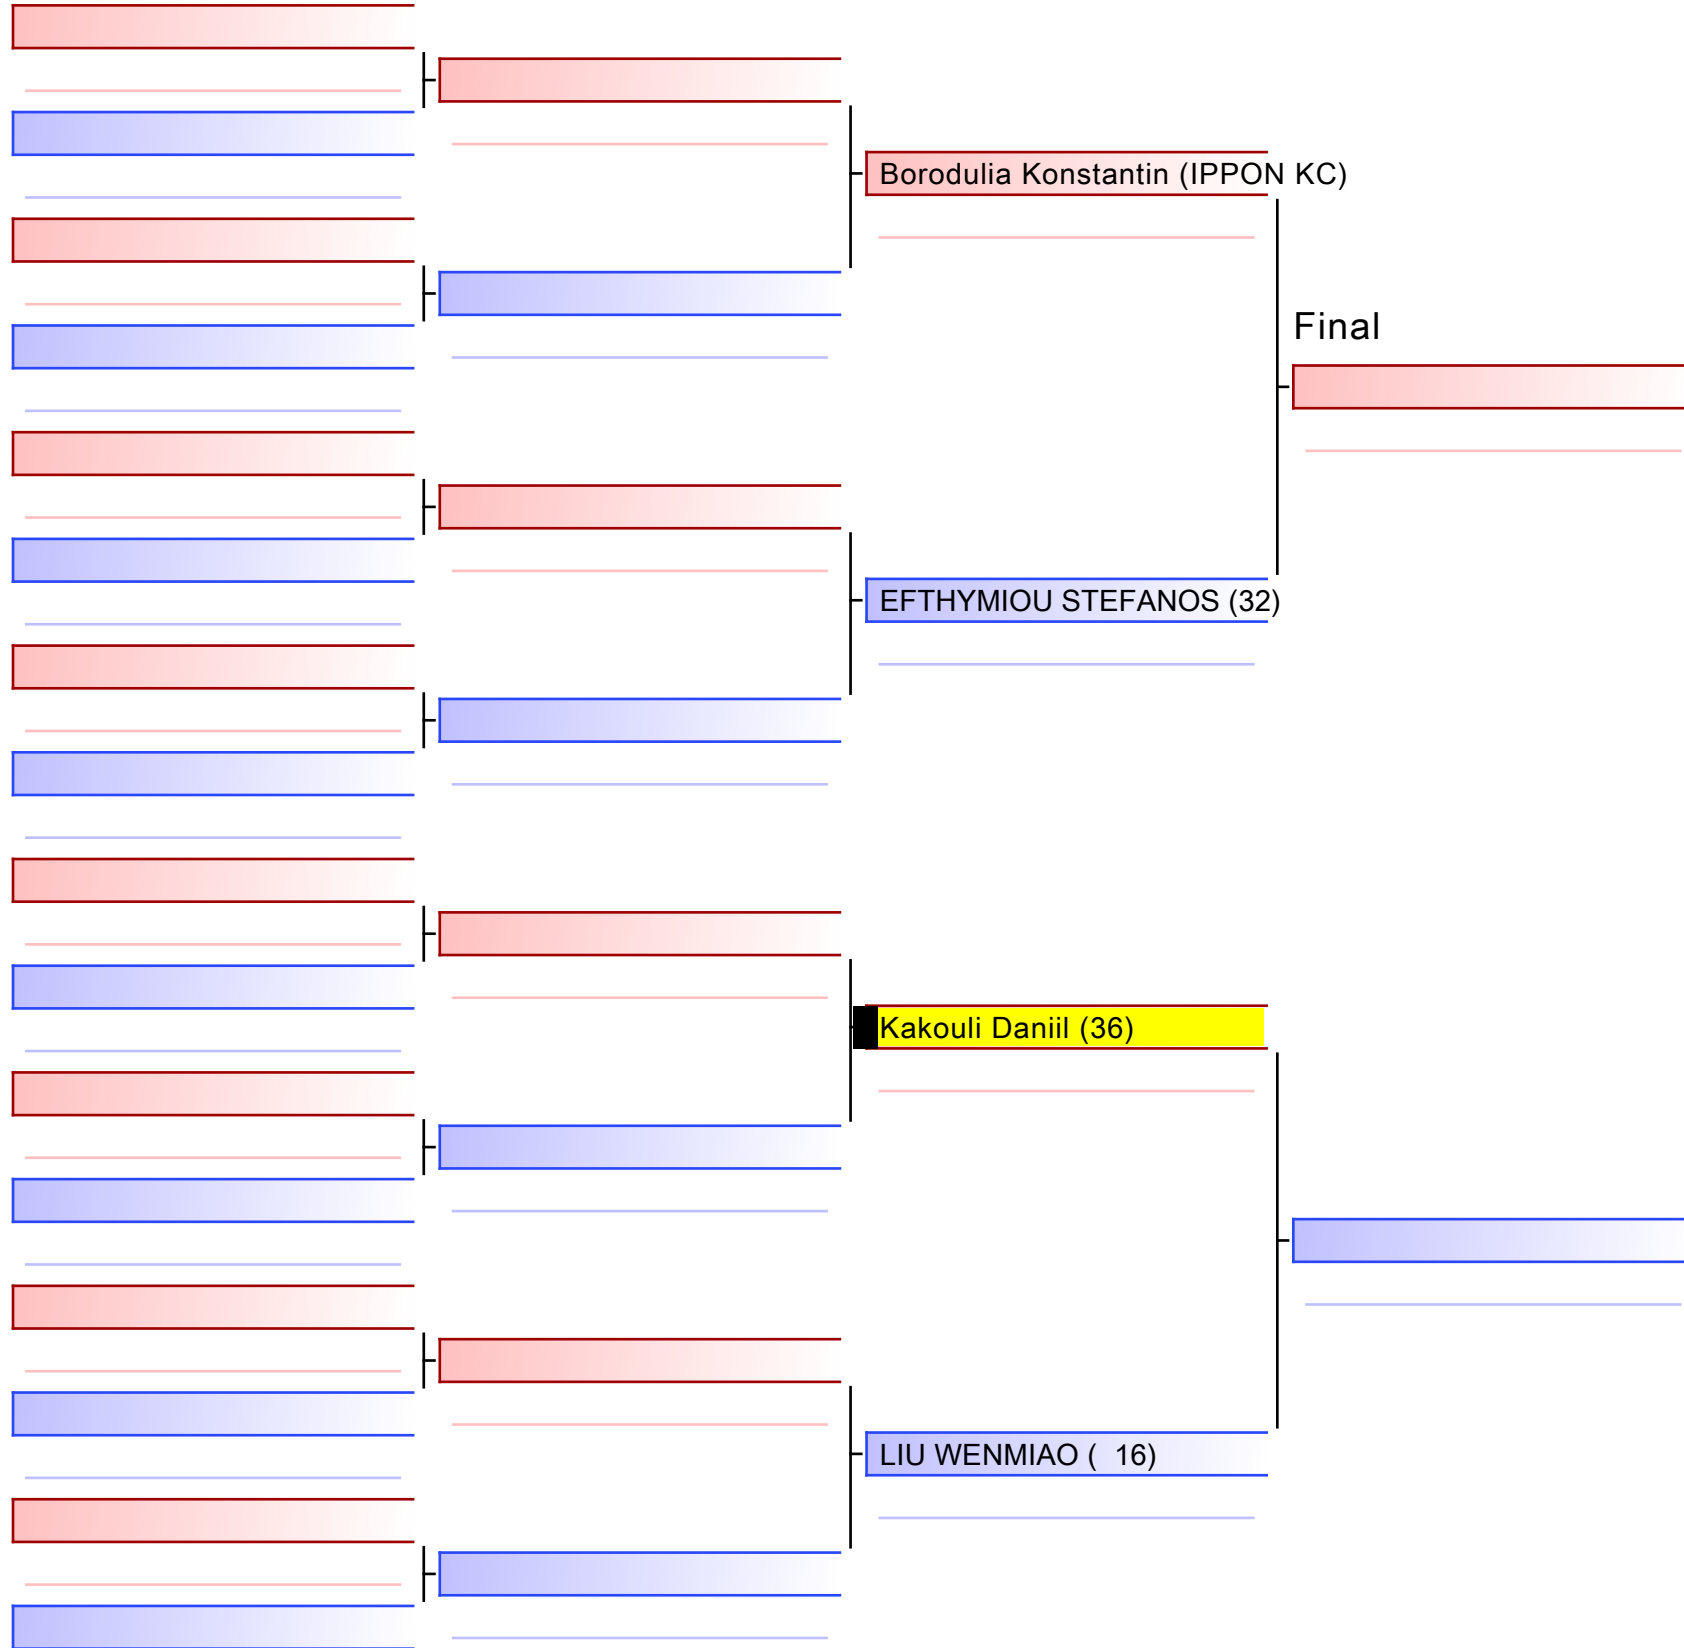 Borodulia Konstantin (IPPON KC)
Final
EFTHYMIOU STEFANOS (32)
Kakouli Daniil (36)
LIU WENMIAO (  16)